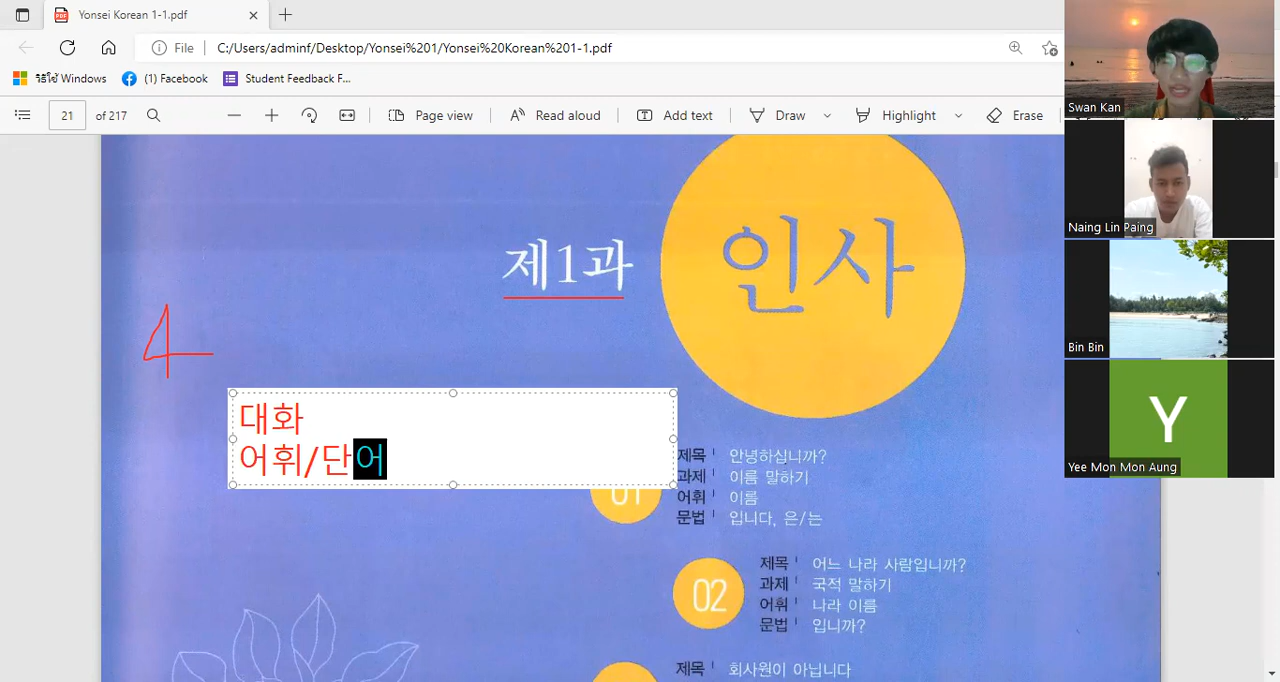 Yonsei Korean 1-1.pdf
File
C:/Users/adminf/Desktop/Yonsei%201/Yonsei%20Korean%201-1.pdf
วิธีใช้ Windows
(1) Facebook
Student Feedback F...
21 of 217
Page view
Read aloud
Add text
Draw
Highlight
Erase
제1과
인사
4
대화
어휘/단어
01
제목 안녕하십니까?
과제 이름 말하기
어휘 이름
문법 입니다, 은/는
02
제목 어느 나라 사람입니까?
과제 국적 말하기
어휘 나라 이름
문법 입니까?
제목 회사원이 아닙니다
Swan Kan
Naing Lin Paing
Bin Bin
Y
Yee Mon Mon Aung